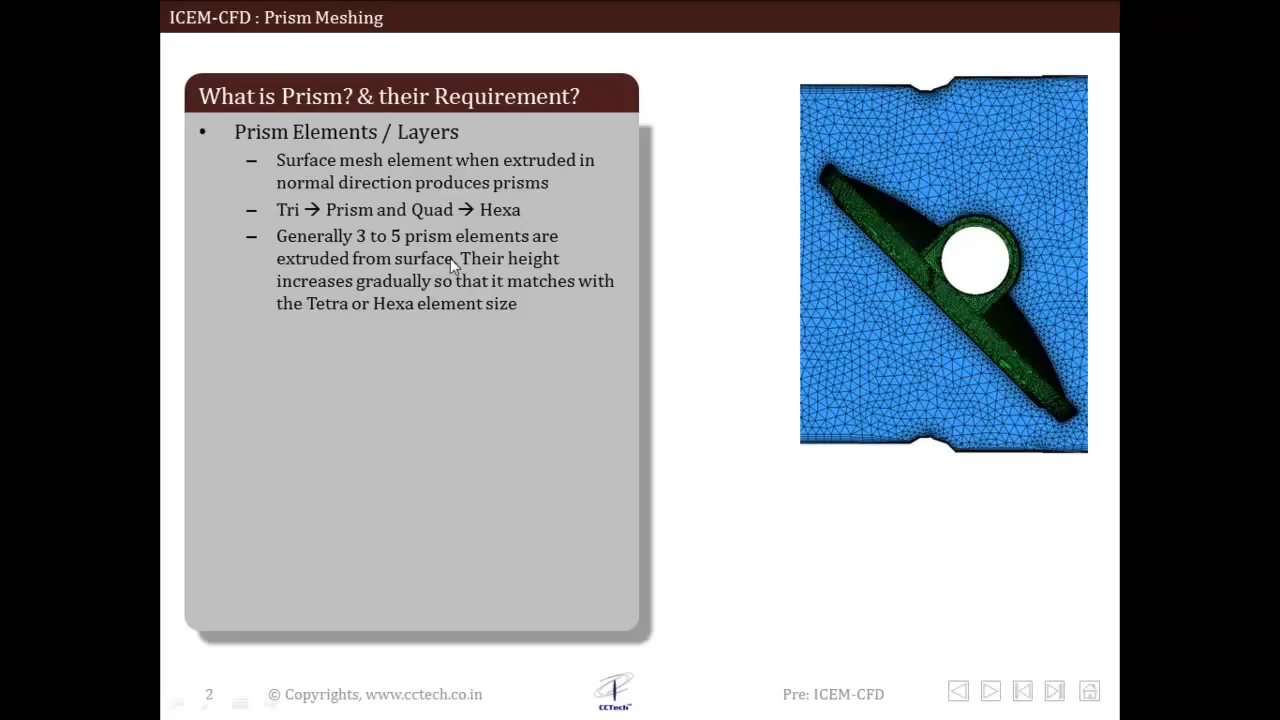 ICEM-CFD : Prism Meshing
What is Prism? & their Requirement?
• Prism Elements / Layers
– Surface mesh element when extruded in
normal direction produces prisms
– Tri → Prism and Quad → Hexa
– Generally 3 to 5 prism elements are
extruded from surface. Their height
increases gradually so that it matches with
the Tetra or Hexa element size
2
© Copyrights, www.cctech.co.in
CCTech™
Pre: ICEM-CFD